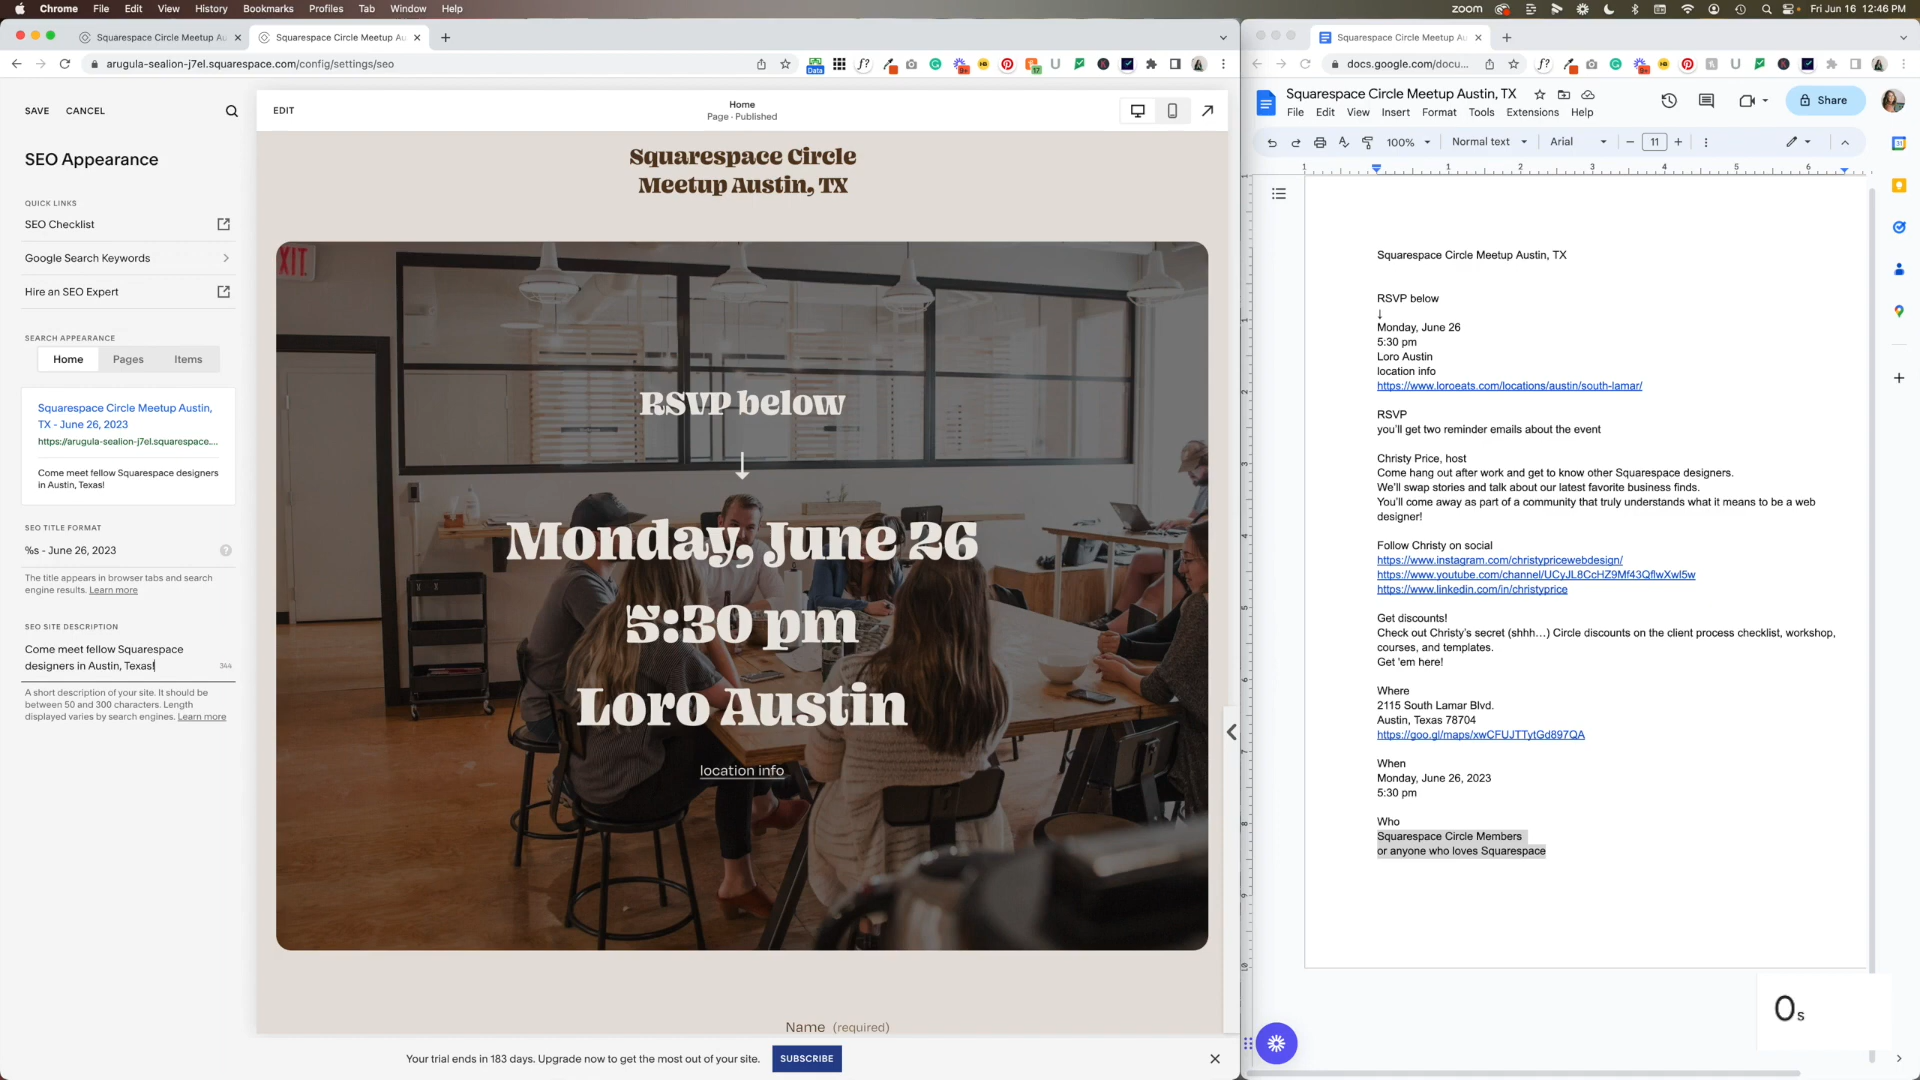 Chrome File Edit View History Bookmarks Profiles Tab Window Help
zoom Fri Jun 16 12:46 PM
Squarespace Circle Meetup Au
Squarespace Circle Meetup Au
arugula-sealion-j7el.squarespace.com/config/settings/seo
SAVE CANCEL
SEO Appearance
QUICK LINKS
SEO Checklist
Google Search Keywords
Hire an SEO Expert
SEARCH APPEARANCE
Home Pages Items
Squarespace Circle Meetup Austin,
TX - June 26, 2023
https://arugula-sealion-j7el.squarespace....
Come meet fellow Squarespace designers
in Austin, Texas!
SEO TITLE FORMAT
%s - June 26, 2023
The title appears in browser tabs and search
engine results. Learn more
SEO SITE DESCRIPTION
Come meet fellow Squarespace
designers in Austin, Texas!
344
A short description of your site. It should be
between 50 and 300 characters. Length
displayed varies by search engines. Learn more
EDIT
Home
Page - Published
Squarespace Circle
Meetup Austin, TX
EXIT
RSVP below
↓
Monday, June 26
5:30 pm
Loro Austin
location info
Name (required)
Your trial ends in 183 days. Upgrade now to get the most out of your site. SUBSCRIBE
Squarespace Circle Meetup Au
docs.google.com/docu...
Squarespace Circle Meetup Austin, TX
File Edit View Insert Format Tools Extensions Help
Share
100% Normal text Arial 11
Squarespace Circle Meetup Austin, TX
RSVP below
↓
Monday, June 26
5:30 pm
Loro Austin
location info
https://www.loroeats.com/locations/austin/south-lamar/
RSVP
you'll get two reminder emails about the event
Christy Price, host
Come hang out after work and get to know other Squarespace designers.
We'll swap stories and talk about our latest favorite business finds.
You'll come away as part of a community that truly understands what it means to be a web
designer!
Follow Christy on social
https://www.instagram.com/christypricewebdesign/
https://www.youtube.com/channel/UCyJL8CcHZ9Mf43QflwXwI5w
https://www.linkedin.com/in/christyprice
Get discounts!
Check out Christy's secret (shhh...) Circle discounts on the client process checklist, workshop,
courses, and templates.
Get 'em here!
Where
2115 South Lamar Blvd.
Austin, Texas 78704
https://goo.gl/maps/xwCFUJTTytGd897QA
When
Monday, June 26, 2023
5:30 pm
Who
Squarespace Circle Members
or anyone who loves Squarespace
0s